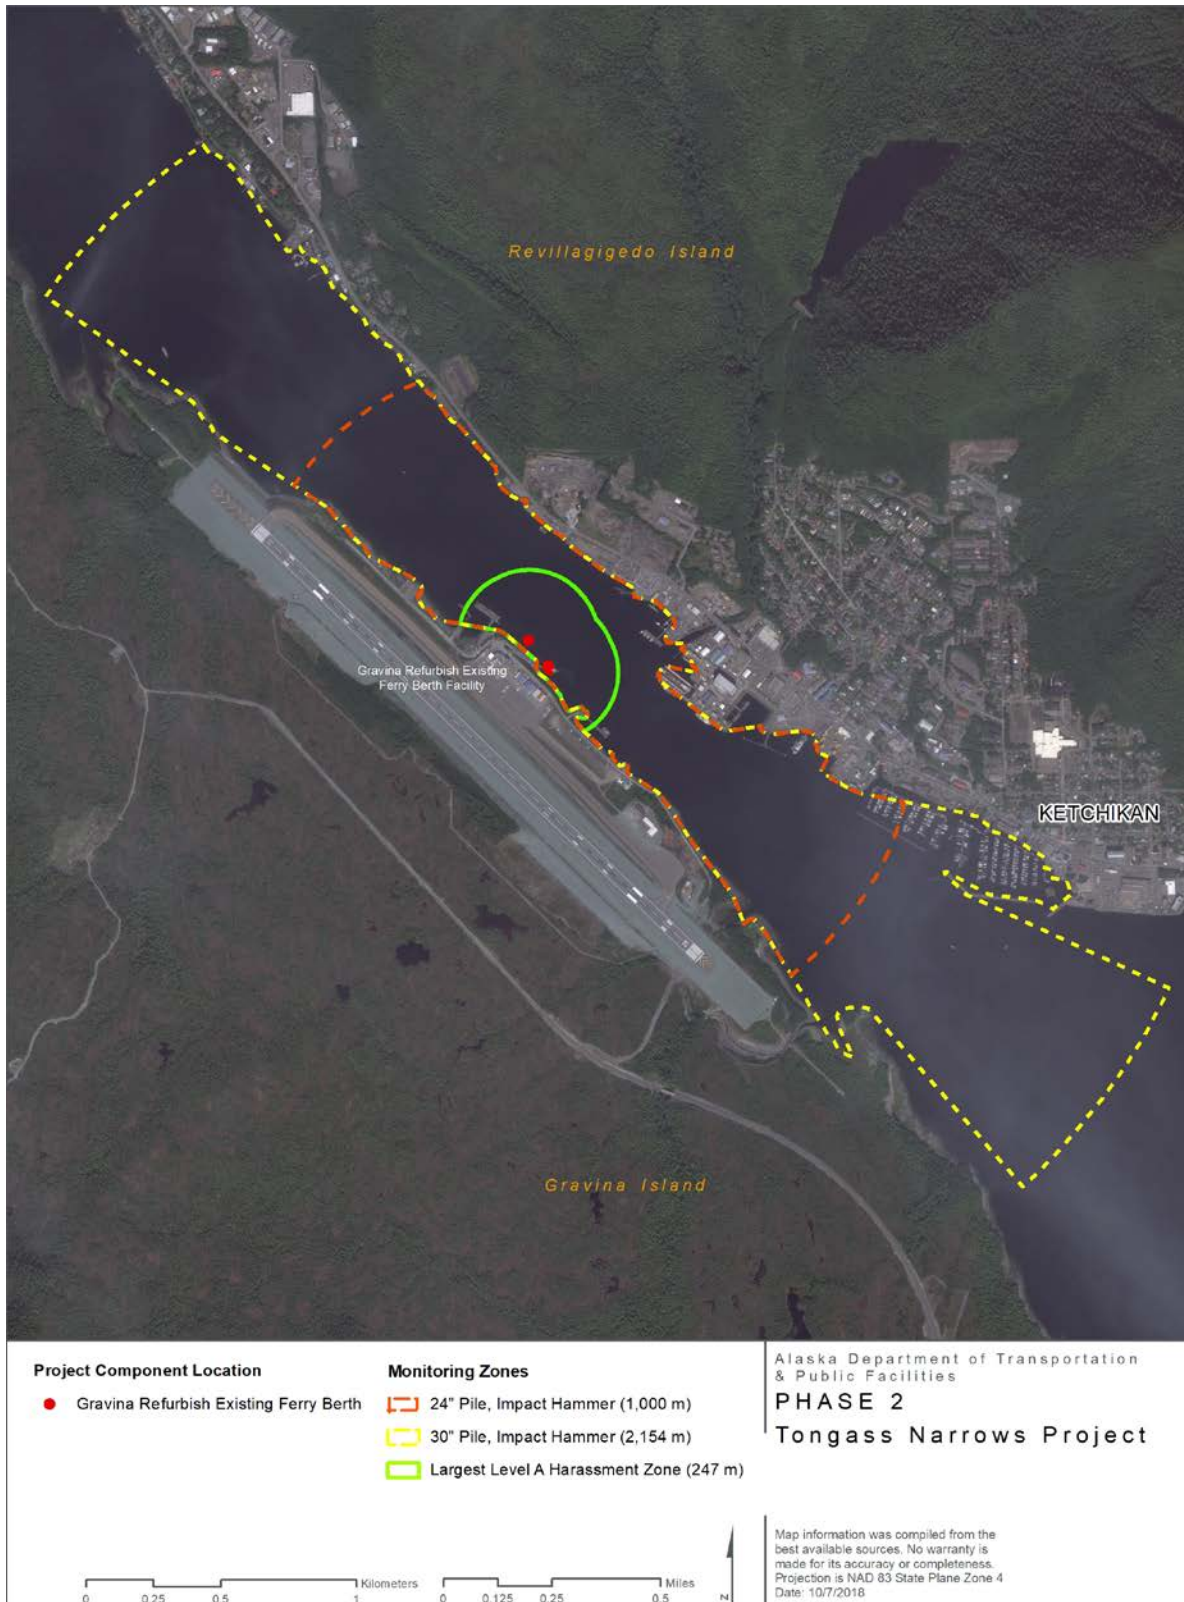 Revillagigedo Island
Gravina Refurbish Existing
Ferry Berth Facility
KETCHIKAN
Gravina Island
Project Component Location
Gravina Refurbish Existing Ferry Berth
Monitoring Zones
24" Pile, Impact Hammer (1,000 m)
30" Pile, Impact Hammer (2,154 m)
Largest Level A Harassment Zone (247 m)
Alaska Department of Transportation
& Public Facilities
PHASE 2
Tongass Narrows Project
Kilometers
0 0.25 0.5 1
Miles
0 0.125 0.25 0.5
N
Map information was compiled from the
best available sources. No warranty is
made for its accuracy or completeness.
Projection is NAD 83 State Plane Zone 4
Date: 10/7/2018